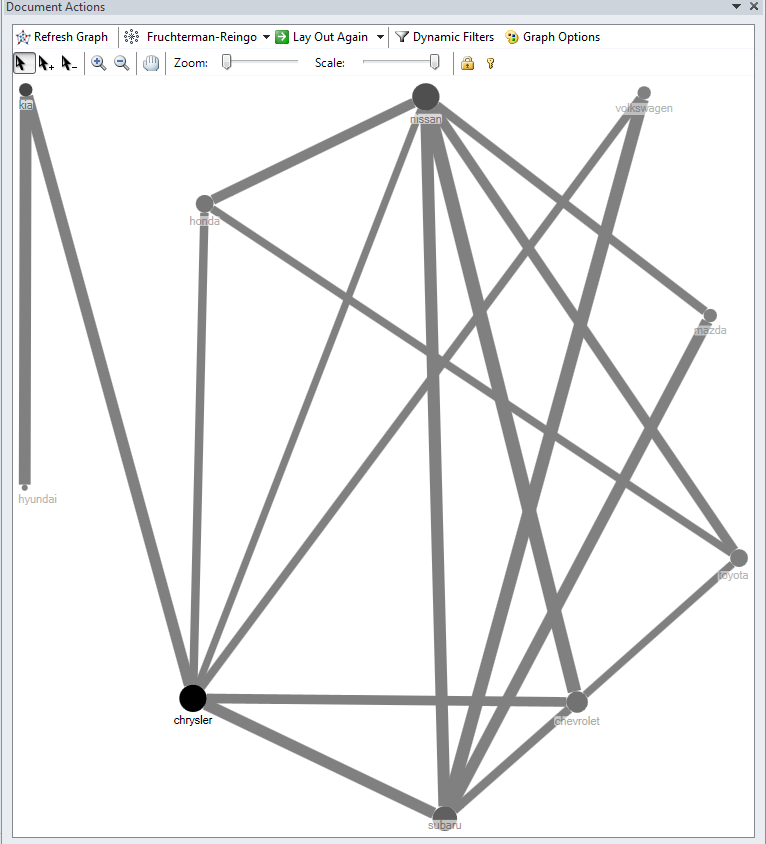 Document Actions
Refresh Graph Fruchterman-Reingo Lay Out Again Dynamic Filters Graph Options
Zoom: Scale:
kia
nissan
volkswagen
honda
mazda
hyundai
toyota
chrysler
chevrolet
subaru